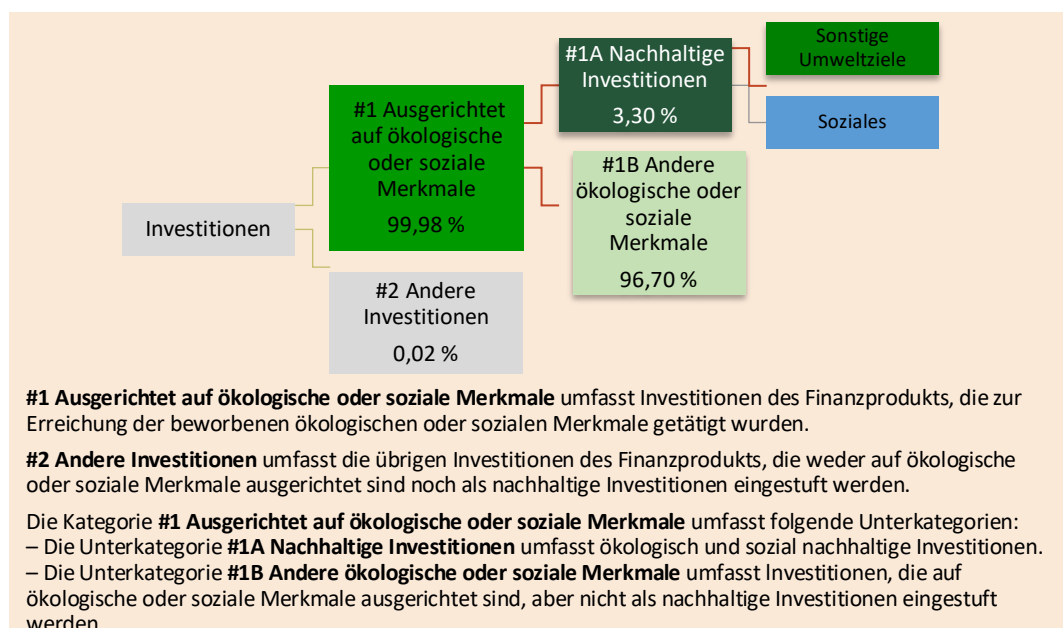 Investitionen
#1 Ausgerichtet
auf ökologische
oder soziale
Merkmale
99,98 %
#2 Andere
Investitionen
0,02 %
#1A Nachhaltige
Investitionen
3,30 %
#1B Andere
ökologische oder
soziale
Merkmale
96,70 %
Sonstige
Umweltziele
Soziales
#1 Ausgerichtet auf ökologische oder soziale Merkmale umfasst Investitionen des Finanzprodukts, die zur
Erreichung der beworbenen ökologischen oder sozialen Merkmale getätigt wurden.
#2 Andere Investitionen umfasst die übrigen Investitionen des Finanzprodukts, die weder auf ökologische
oder soziale Merkmale ausgerichtet sind noch als nachhaltige Investitionen eingestuft werden.
Die Kategorie #1 Ausgerichtet auf ökologische oder soziale Merkmale umfasst folgende Unterkategorien:
– Die Unterkategorie #1A Nachhaltige Investitionen umfasst ökologisch und sozial nachhaltige Investitionen.
– Die Unterkategorie #1B Andere ökologische oder soziale Merkmale umfasst Investitionen, die auf
ökologische oder soziale Merkmale ausgerichtet sind, aber nicht als nachhaltige Investitionen eingestuft
werden